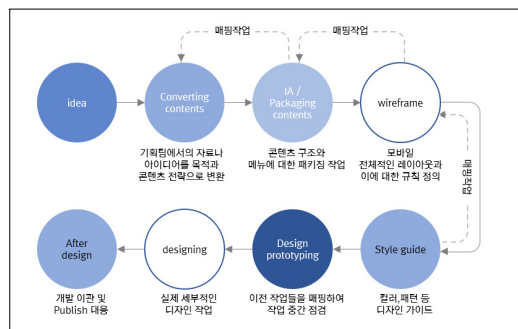 매핑작업
매핑작업
idea
Converting
contents
IA /
Packaging
contents
wireframe
기획팀에서의 자료나
아이디어를 목적과
콘텐츠 전략으로 변환
콘텐츠 구조와
메뉴에 대한 패키징 작업
모바일
전체적인 레이아웃과
이에 대한 규칙 정의
매핑작업
After
design
designing
Design
prototyping
Style guide
개발 이관 및
Publish 대응
실제 세부적인
디자인 작업
이전 작업들을 매핑하여
작업 중간 점검
컬러,패턴 등
디자인 가이드